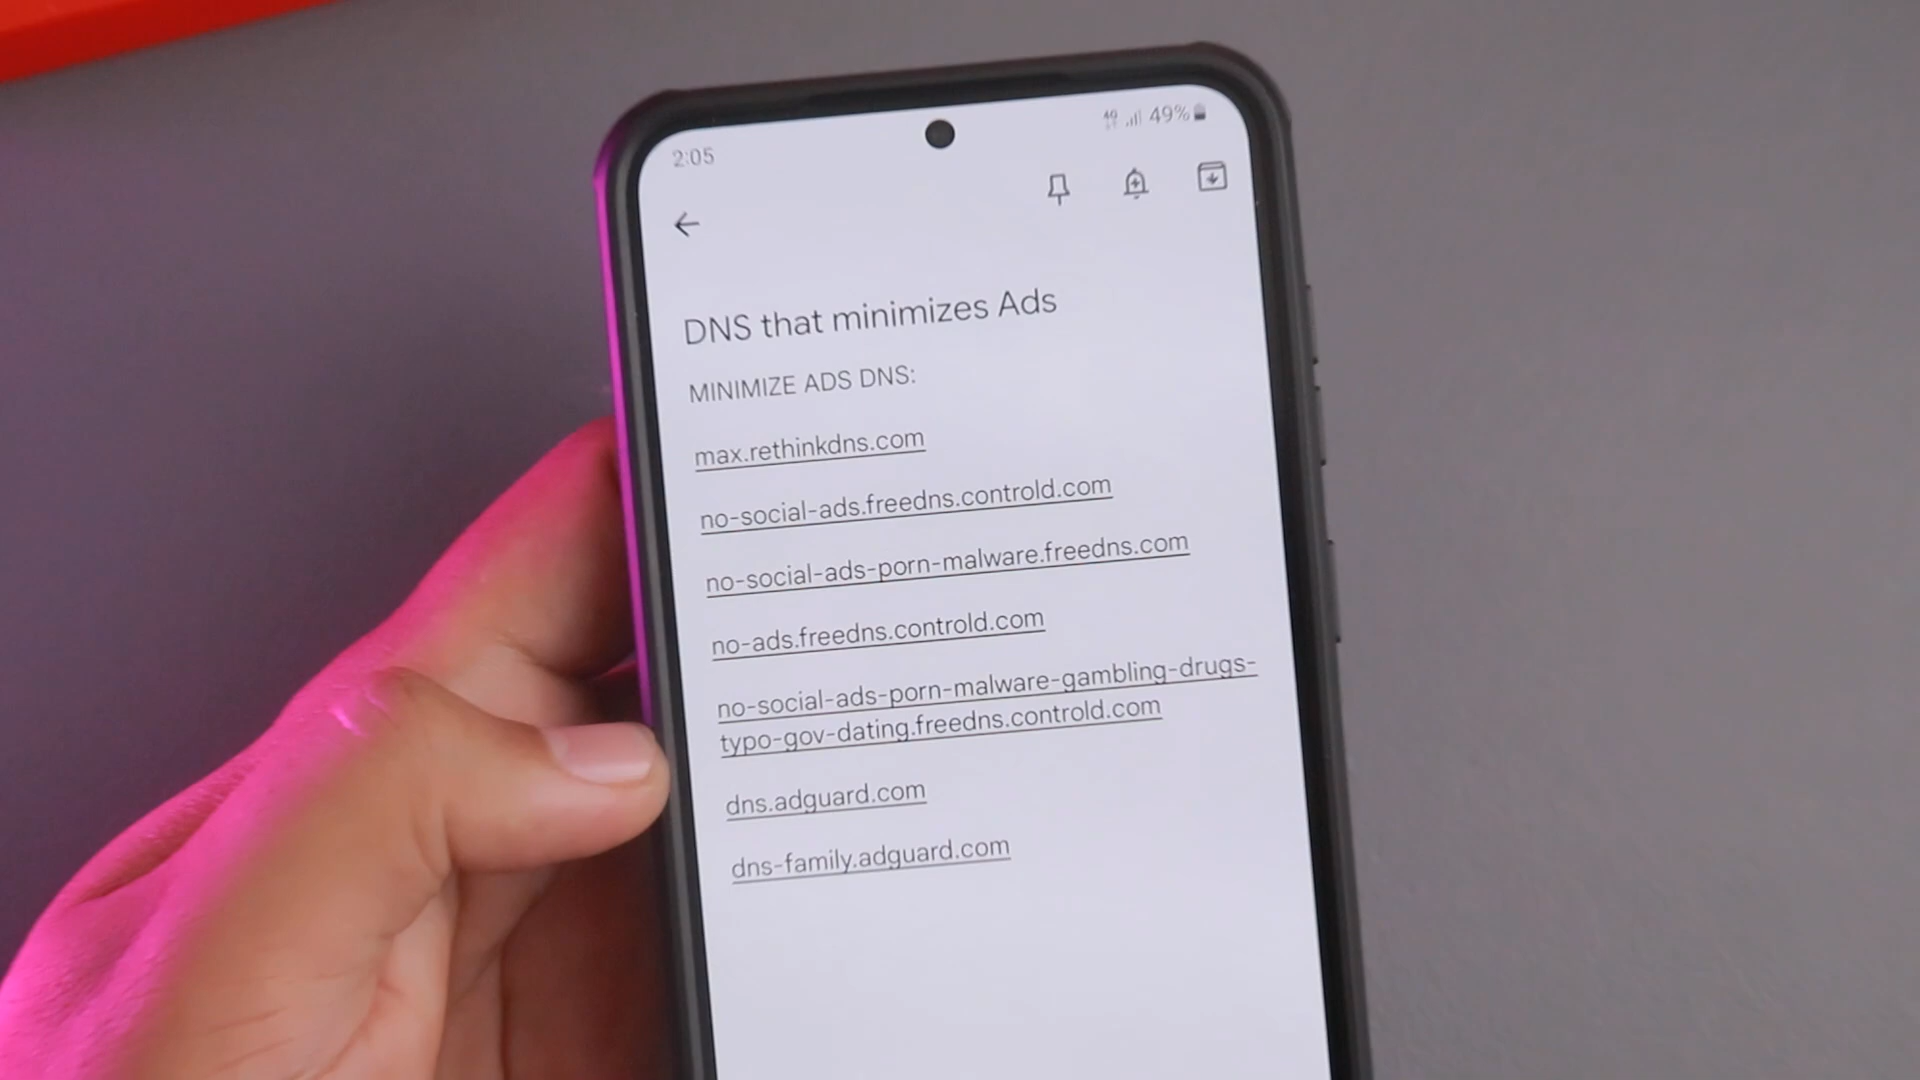 2:05
4G 49%
DNS that minimizes Ads
MINIMIZE ADS DNS:
max.rethinkdns.com
no-social-ads.freedns.controld.com
no-social-ads-porn-malware.freedns.com
no-ads.freedns.controld.com
no-social-ads-porn-malware-gambling-drugs-
typo-gov-dating.freedns.controld.com
dns.adguard.com
dns-family.adguard.com